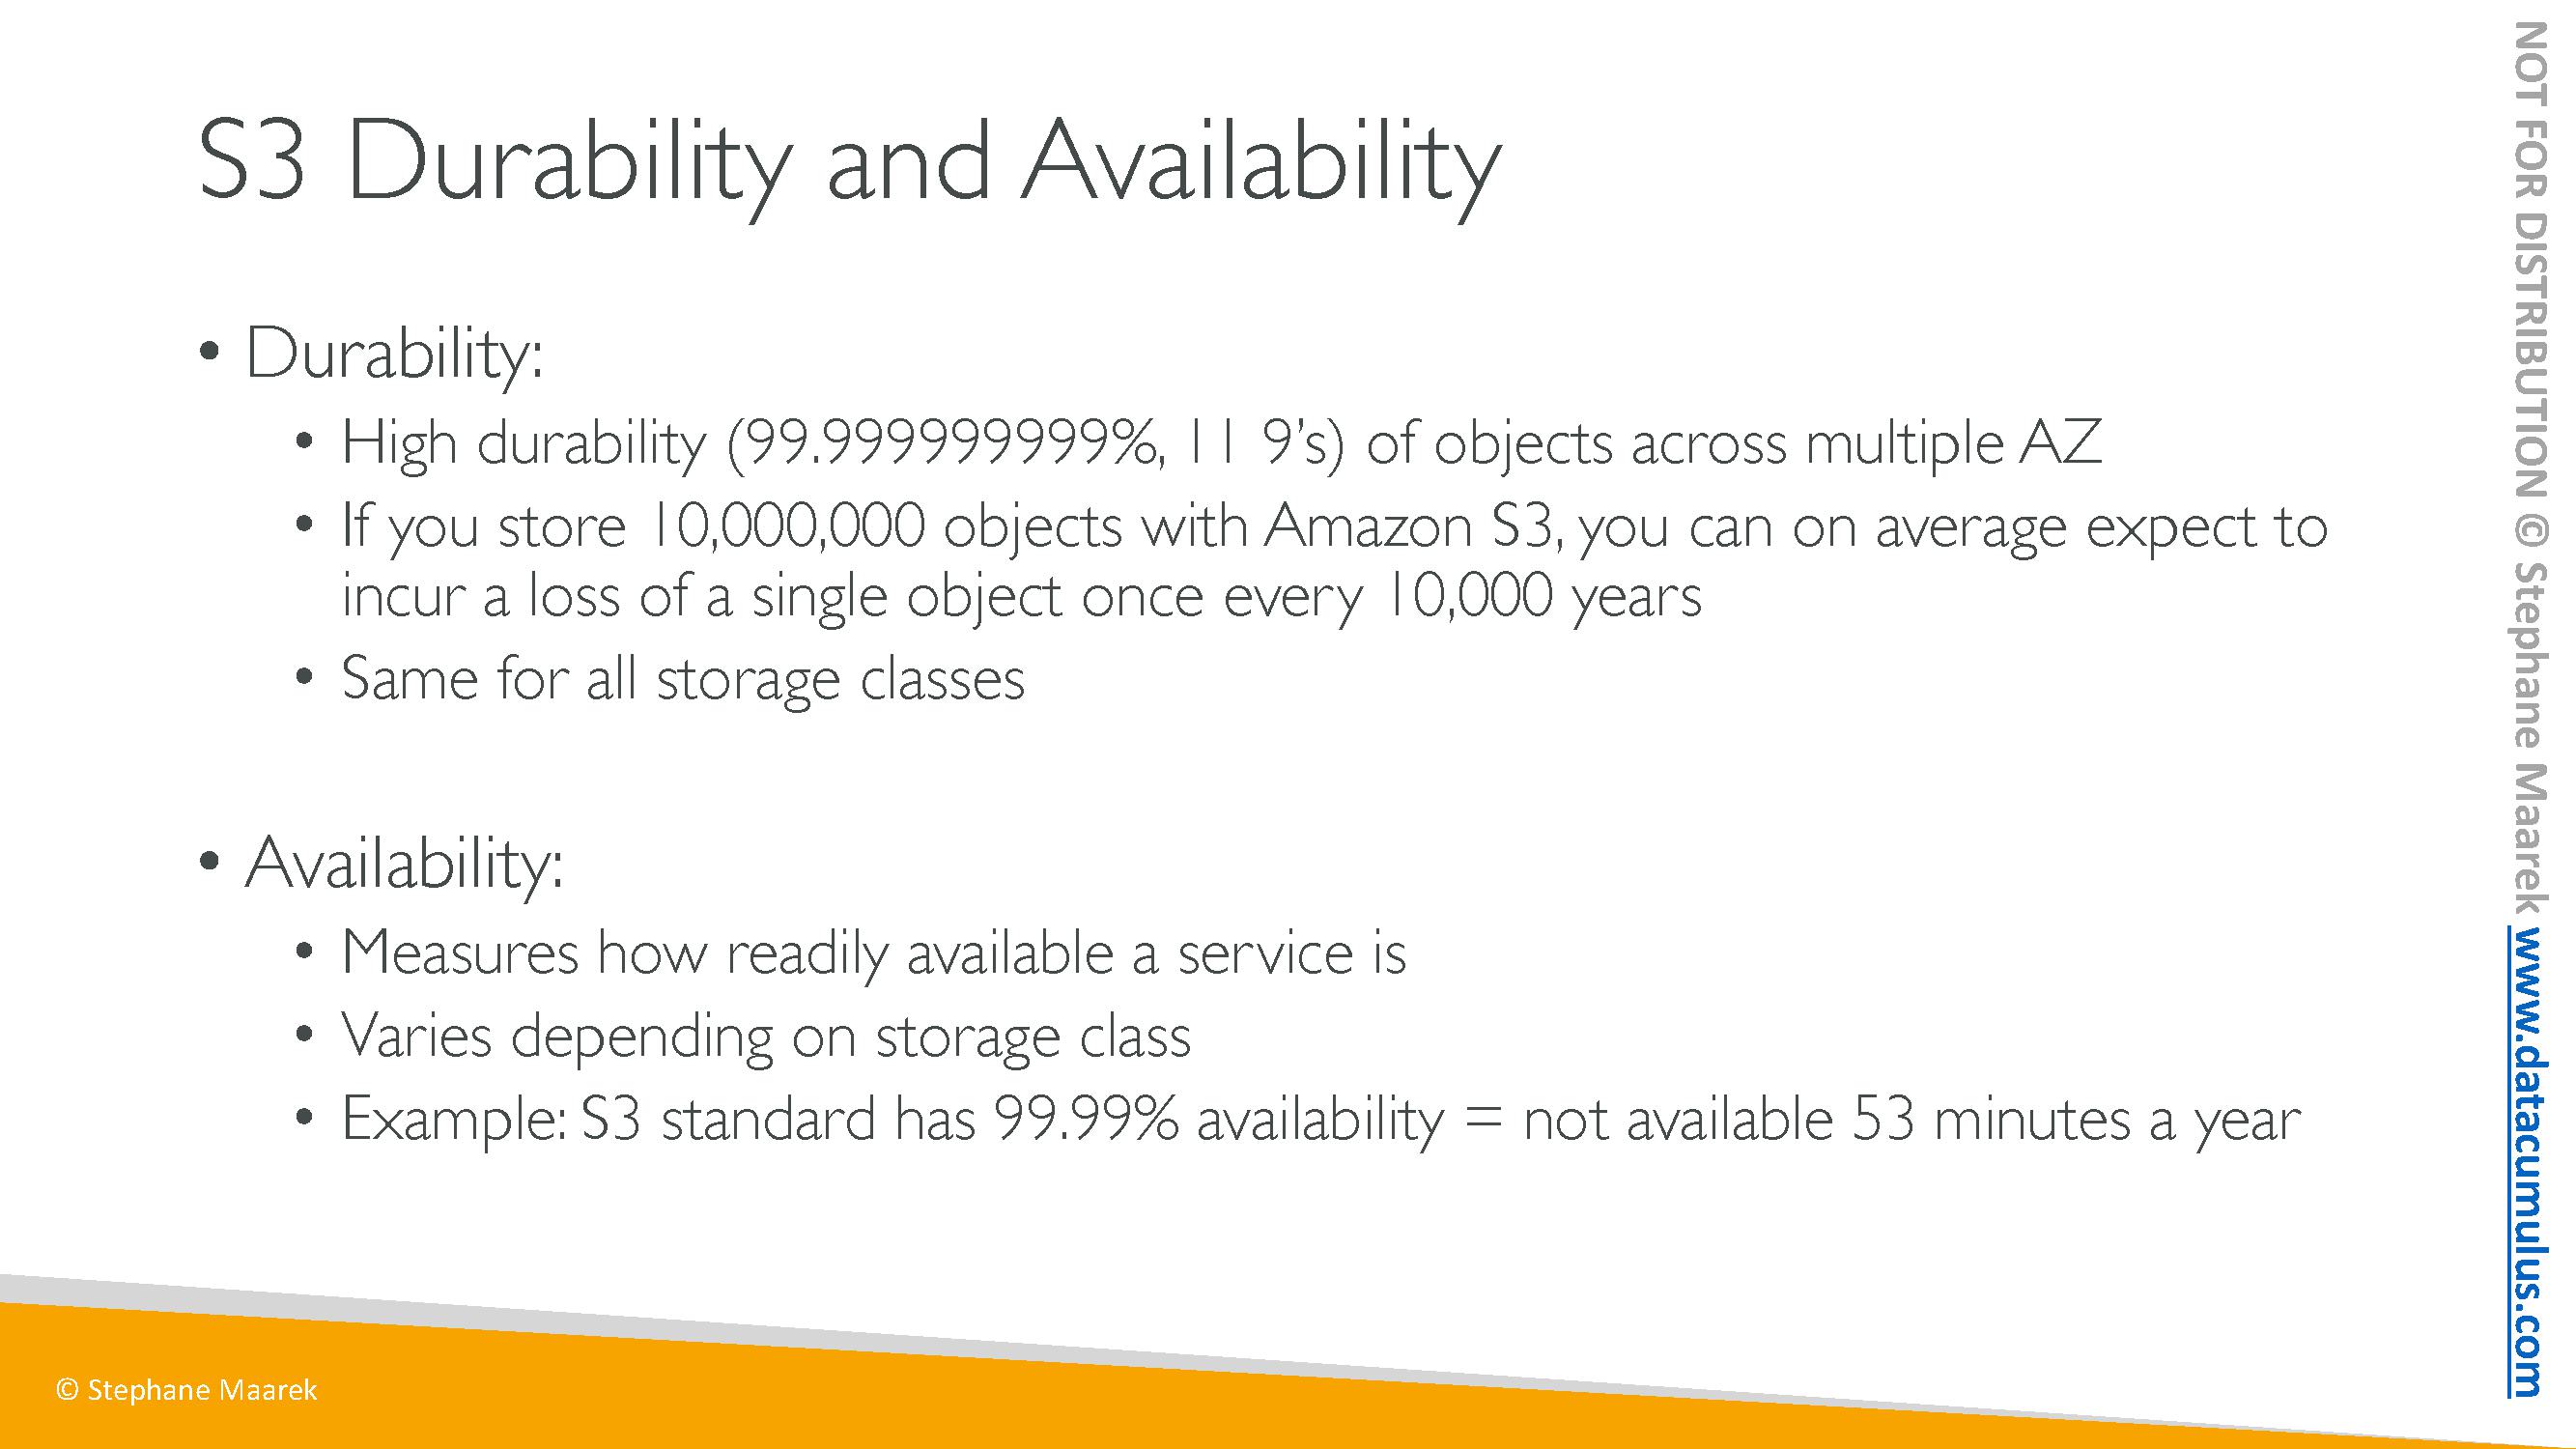 S3 Durability and Availability
• Durability:
• High durability (99.999999999%, 11 9’s) of objects across multiple AZ
• If you store 10,000,000 objects with Amazon S3, you can on average expect to
incur a loss of a single object once every 10,000 years
• Same for all storage classes
• Availability:
• Measures how readily available a service is
• Varies depending on storage class
• Example: S3 standard has 99.99% availability = not available 53 minutes a year
© Stephane Maarek
NOT FOR DISTRIBUTION © Stephane Maarek www.datacumulus.com